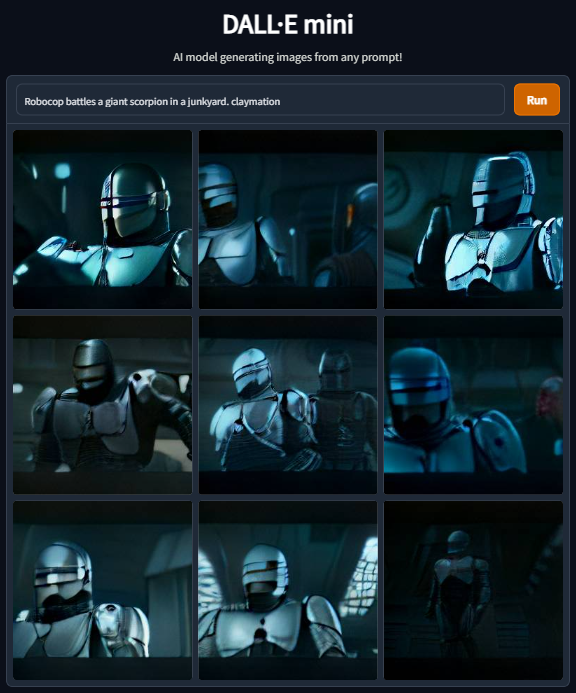 DALL·E mini
AI model generating images from any prompt!
Robocop battles a giant scorpion in a junkyard. claymation
Run